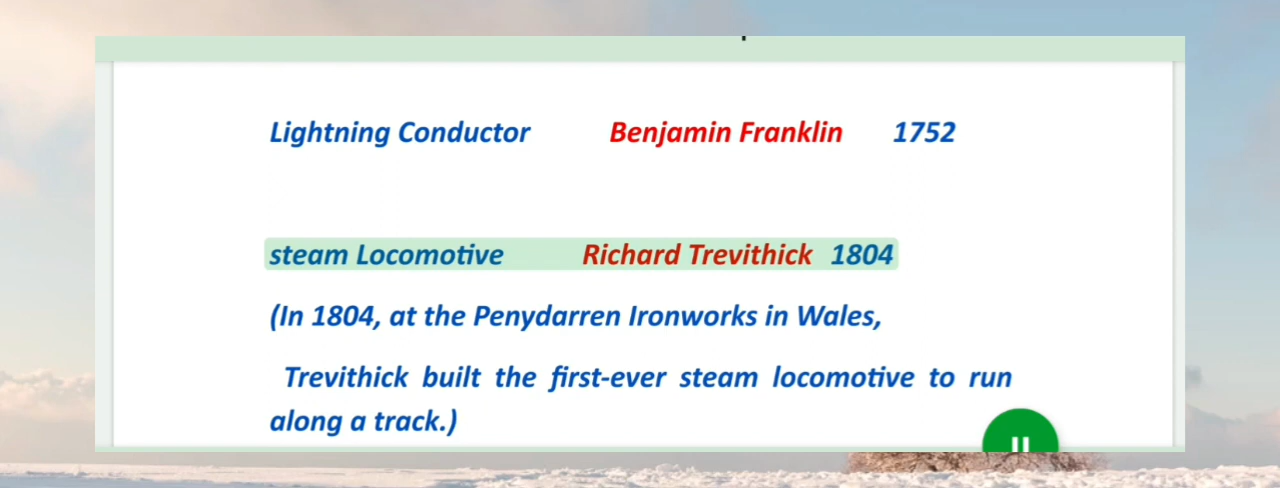 Lightning Conductor Benjamin Franklin 1752
steam Locomotive Richard Trevithick 1804
(In 1804, at the Penydarren Ironworks in Wales,
Trevithick built the first-ever steam locomotive to run
along a track.)